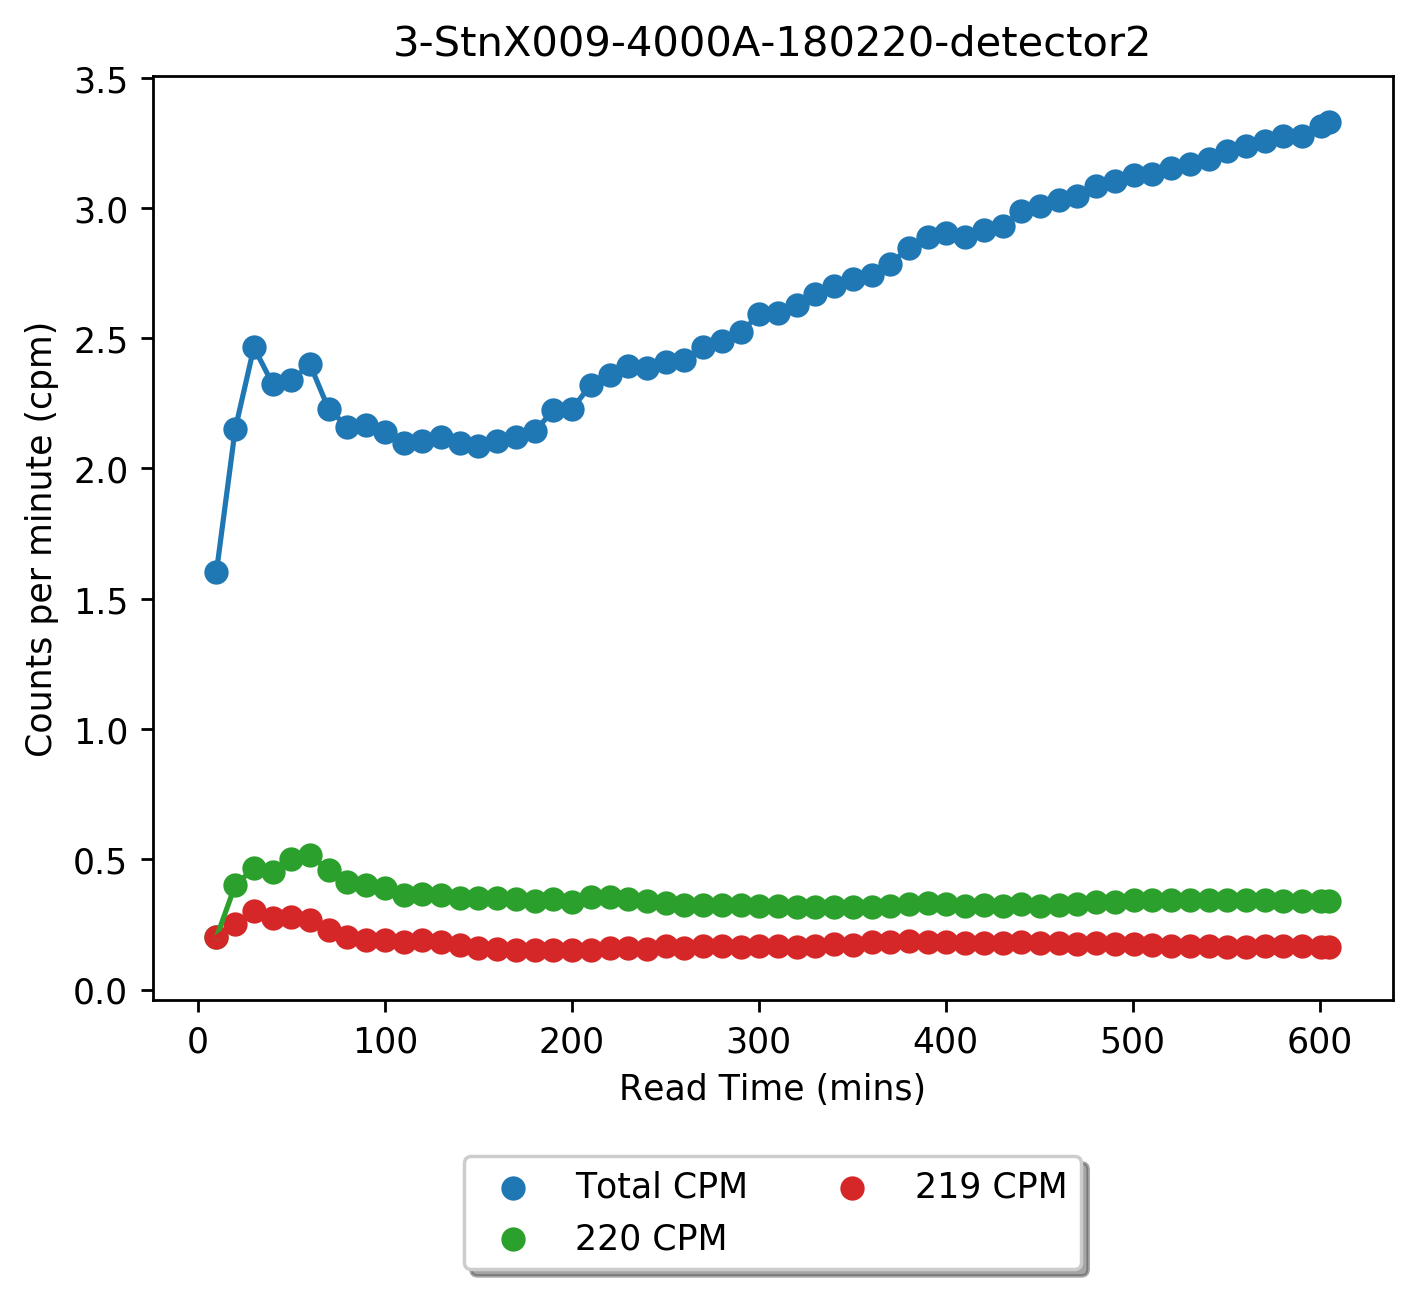 3-StnX009-4000A-180220-detector2
3.5
3.0
2.5
2.0
1.5
1.0
0.5
0.0
Counts per minute (cpm)
0 100 200 300 400 500 600
Read Time (mins)
Total CPM 219 CPM
220 CPM